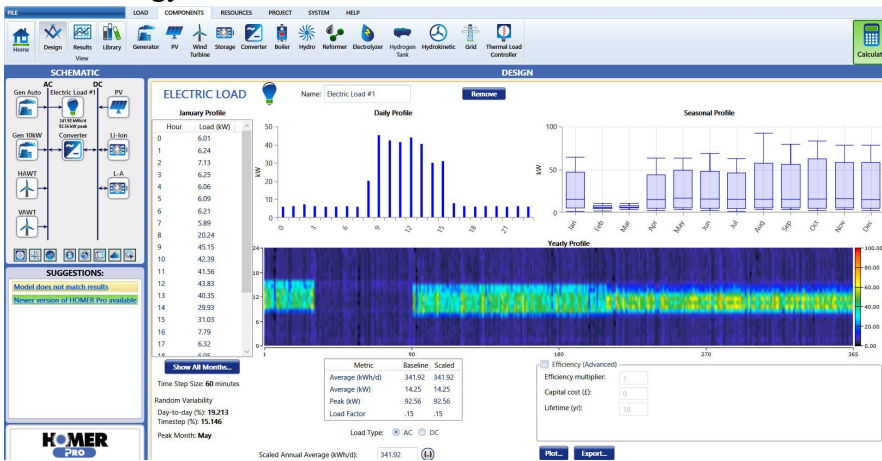 FILE
LOAD COMPONENTS RESOURCES PROJECT SYSTEM HELP
Home Design Results Library Generator PV Wind Turbine Storage Converter Boiler Hydro Reformer Electrolyzer Hydrogen Tank Hydrokinetic Grid Thermal Load Controller Calculate
View
SCHEMATIC
DESIGN
AC DC
Gen Auto Electric Load #1 PV
341.92 kWh/d
92.56 kW peak
Gen 10kW Converter Li-Ion
HAWT L-A
VAWT
SUGGESTIONS:
Model does not match results
Newer version of HOMER Pro available
HOMER
PRO
ELECTRIC LOAD
Name: Electric Load #1
Remove
January Profile
Hour Load (kW)
0 6.01
1 6.24
2 7.13
3 6.25
4 6.06
5 6.09
6 6.21
7 5.89
8 20.24
9 45.15
10 42.39
11 41.56
12 43.83
13 40.35
14 29.93
15 31.03
16 7.79
17 6.32
18 6.05
Show All Months...
Time Step Size: 60 minutes
Random Variability
Day-to-day (%): 19.213
Timestep (%): 15.146
Peak Month: May
Daily Profile
kW
50
40
30
20
10
0
0 3 6 9 12 15 18 21
Seasonal Profile
kW
100
50
0
Jan Feb Mar Apr May Jun Jul Aug Sep Oct Nov Dec
Yearly Profile
24
18
12
6
0
1 90 180 270 365
100.00
80.00
60.00
40.00
20.00
0
Metric Baseline Scaled
Average (kWh/d) 341.92 341.92
Average (kW) 14.25 14.25
Peak (kW) 92.56 92.56
Load Factor .15 .15
Load Type: AC DC
Scaled Annual Average (kWh/d): 341.92 {..}
Efficiency (Advanced)
Efficiency multiplier: 1
Capital cost (£): 0
Lifetime (yr): 10
Plot... Export...